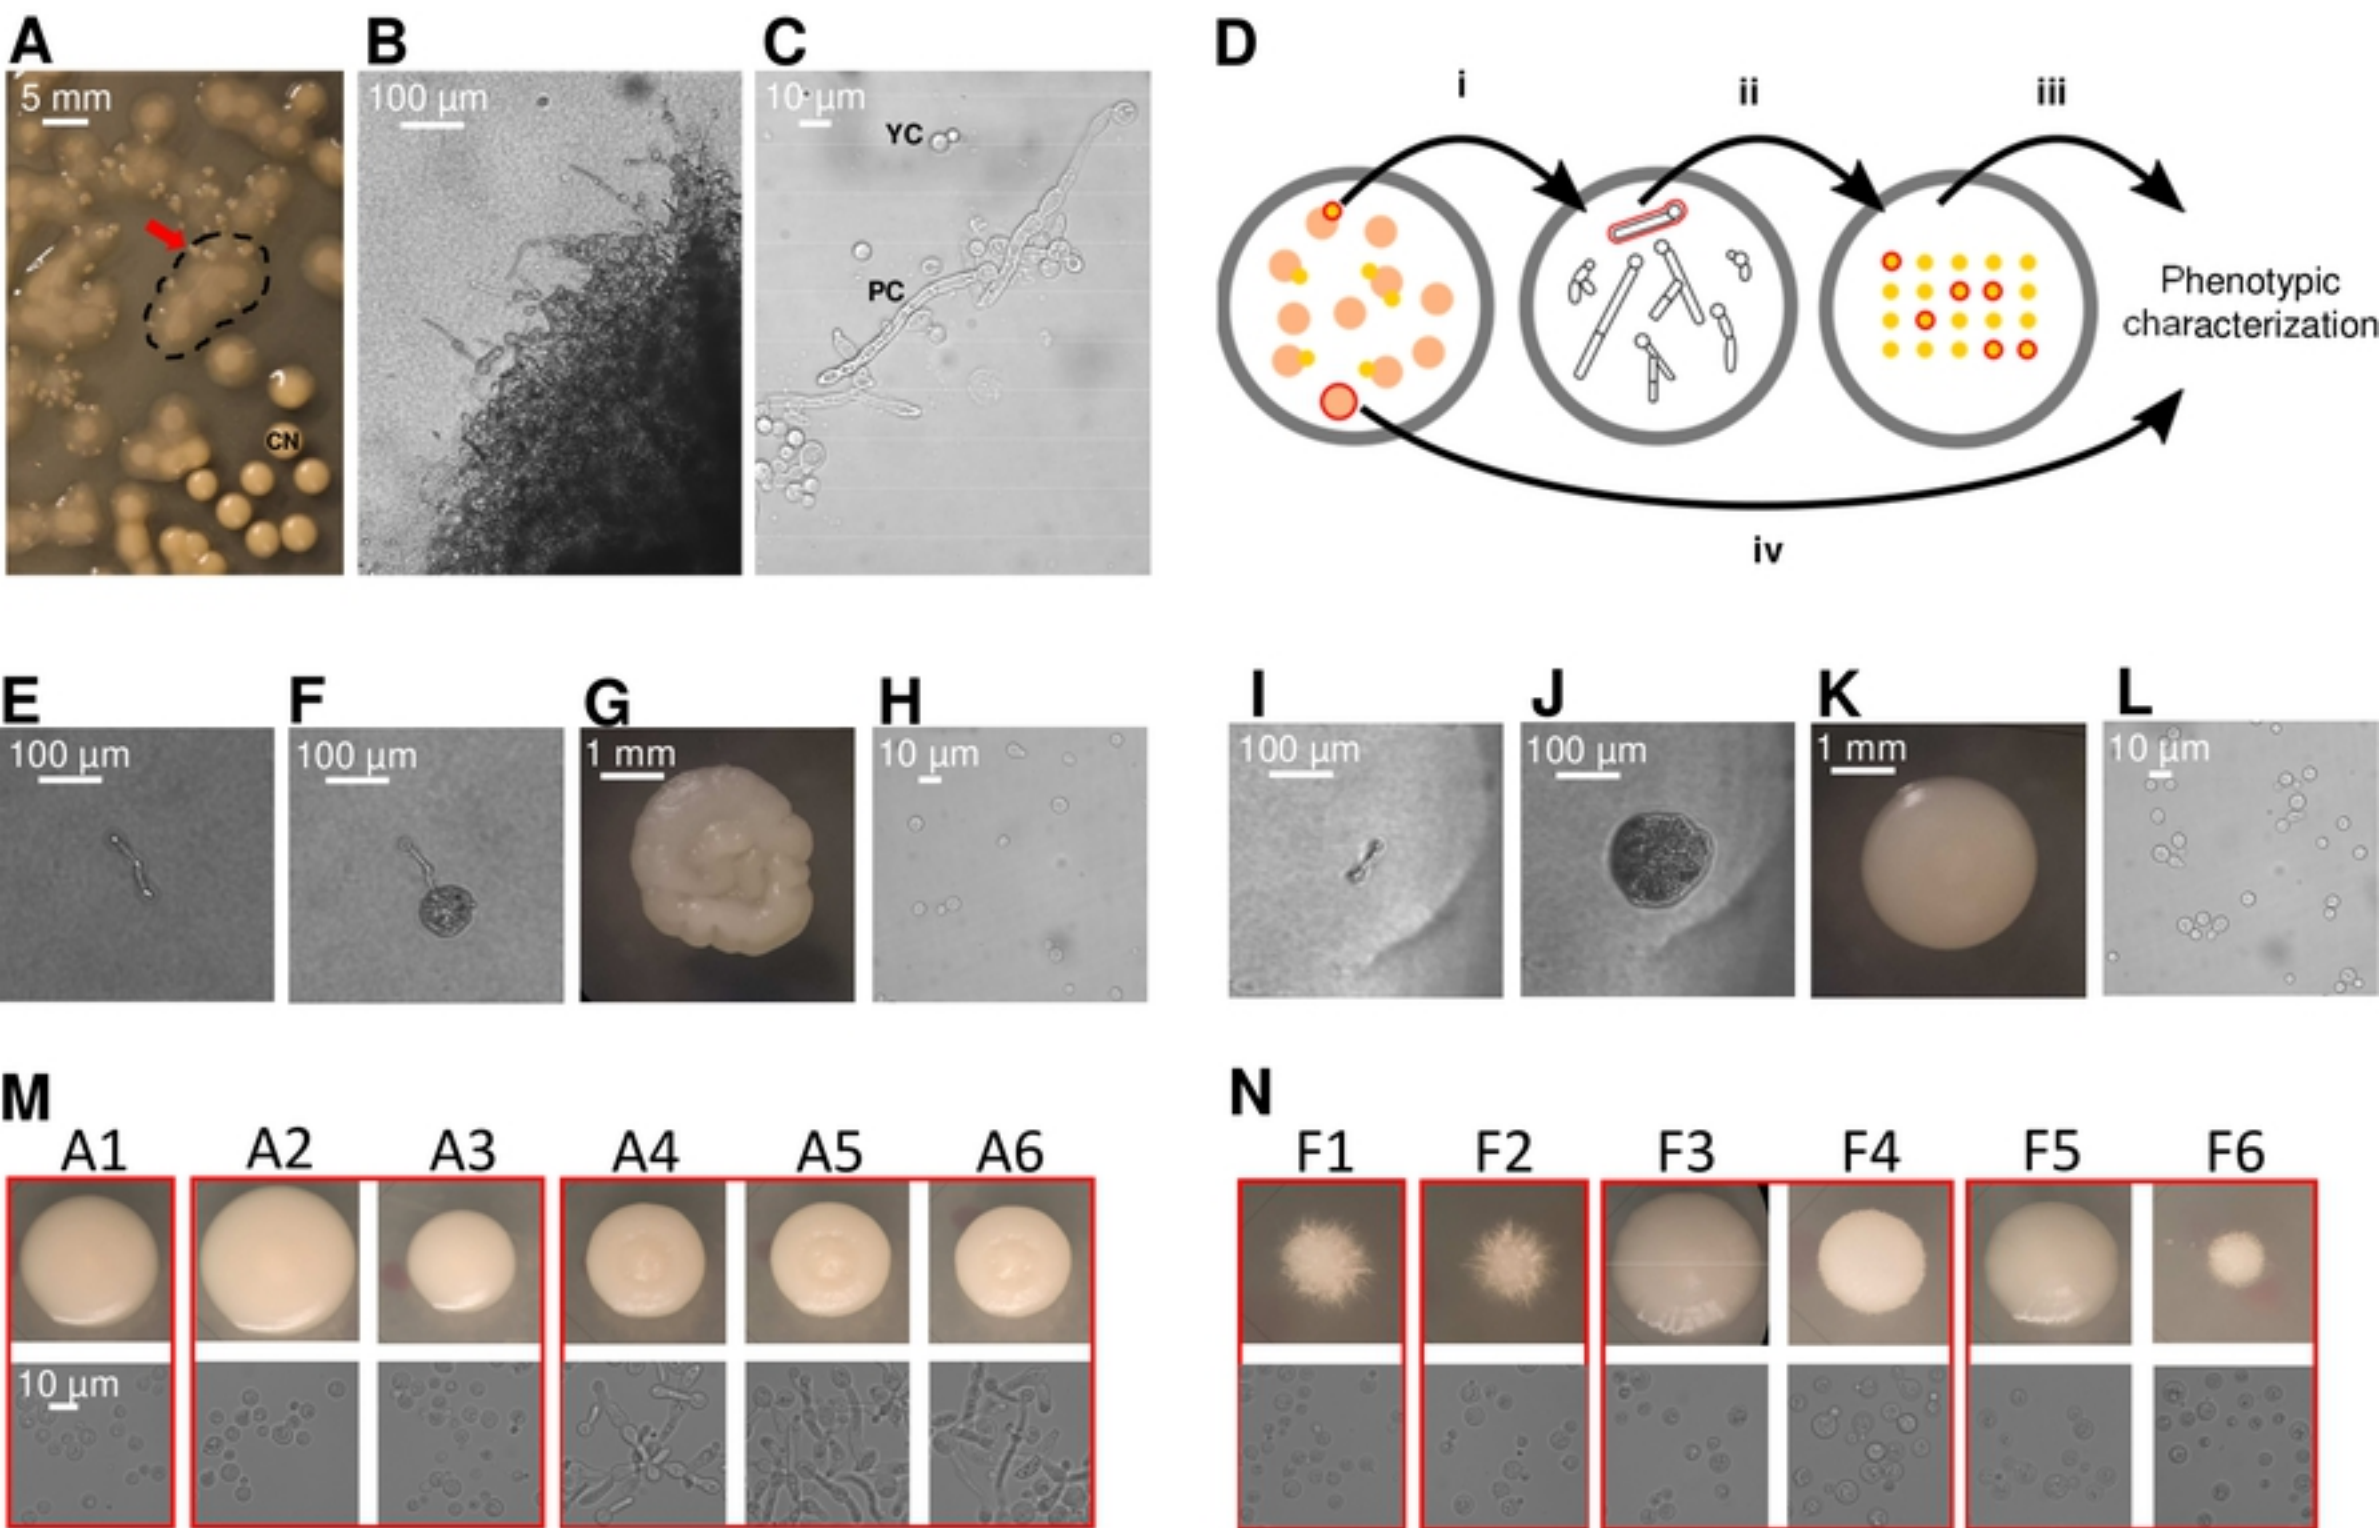 A
B
C
D
5 mm
100 µm
10 µm
YC
PC
CN
i
ii
iii
iv
Phenotypic
characterization
E
F
G
H
I
J
K
L
100 µm
100 µm
1 mm
10 µm
100 µm
100 µm
1 mm
10 µm
M
N
A1
A2
A3
A4
A5
A6
F1
F2
F3
F4
F5
F6
10 µm